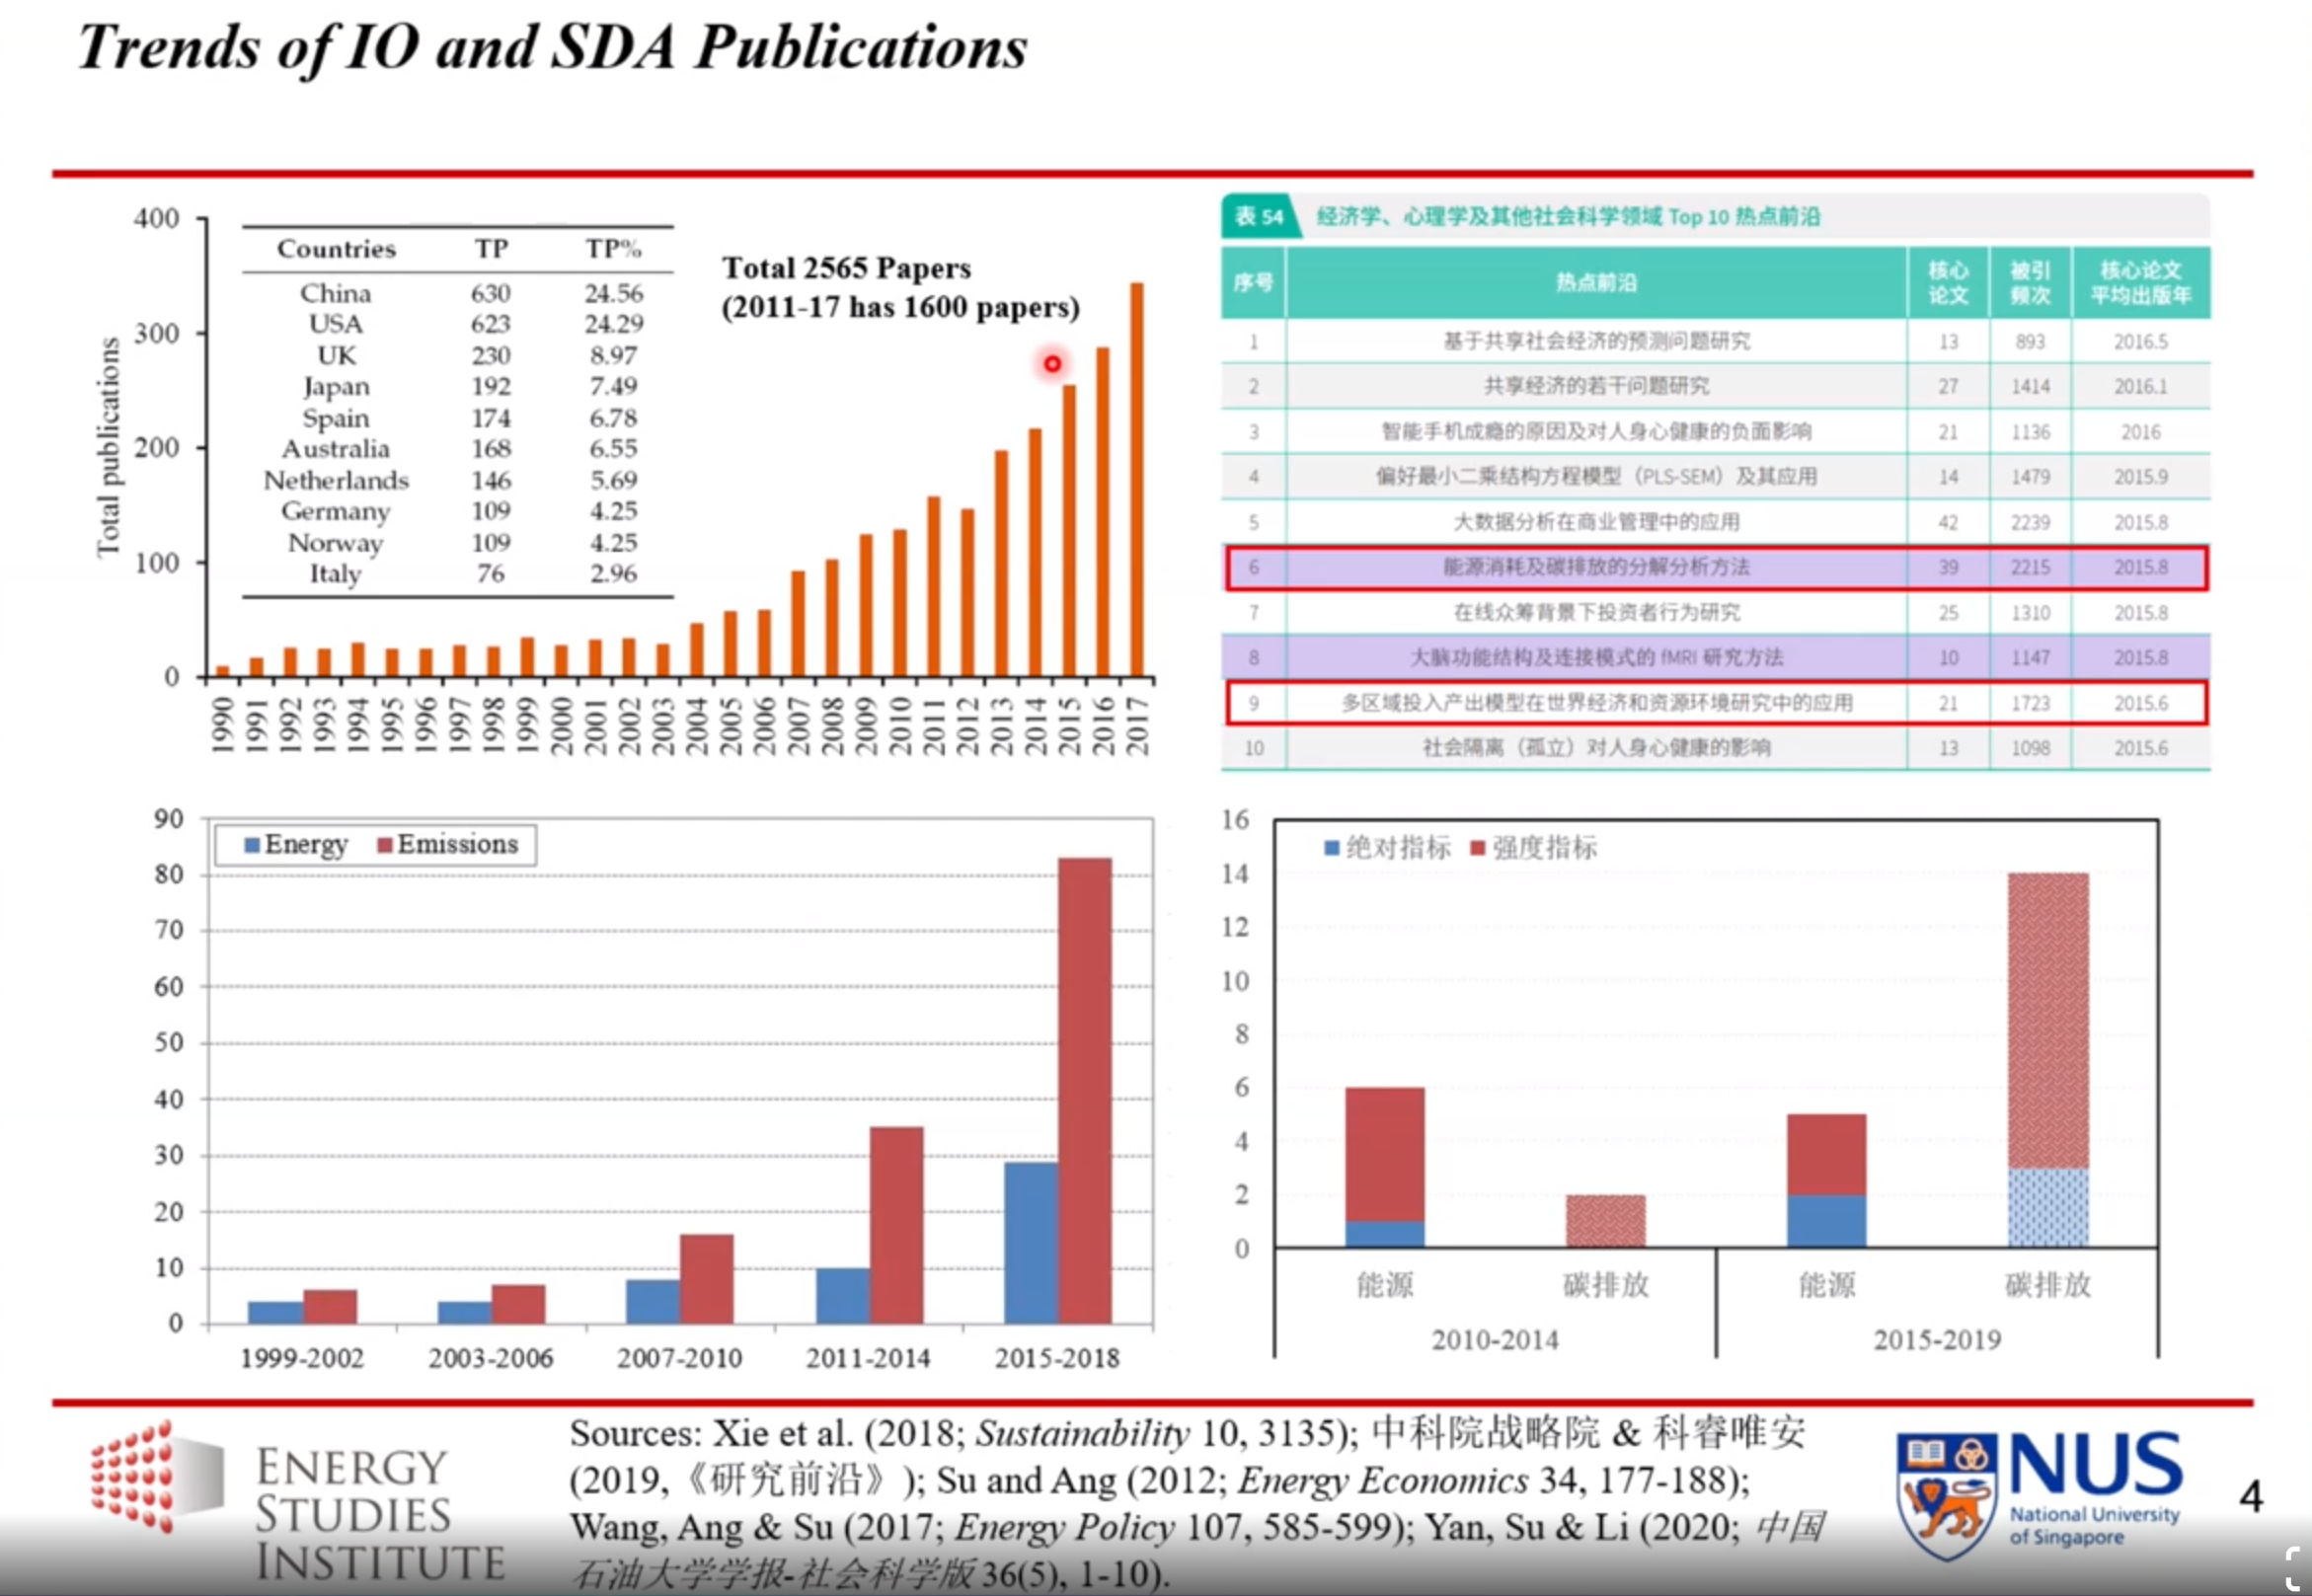 Trends of IO and SDA Publications
400
300
200
100
0
Total publications
Countries TP TP%
China 630 24.56
USA 623 24.29
UK 230 8.97
Japan 192 7.49
Spain 174 6.78
Australia 168 6.55
Netherlands 146 5.69
Germany 109 4.25
Norway 109 4.25
Italy 76 2.96
Total 2565 Papers
(2011-17 has 1600 papers)
1990 1991 1992 1993 1994 1995 1996 1997 1998 1999 2000 2001 2002 2003 2004 2005 2006 2007 2008 2009 2010 2011 2012 2013 2014 2015 2016 2017
表 54 经济学、心理学及其他社会科学领域 Top 10 热点前沿
序号 热点前沿 核心论文 被引频次 核心论文平均出版年
1 基于共享社会经济的预测问题研究 13 893 2016.5
2 共享经济的若干问题研究 27 1414 2016.1
3 智能手机成瘾的原因及对人身心健康的负面影响 21 1136 2016
4 偏好最小二乘结构方程模型（PLS-SEM）及其应用 14 1479 2015.9
5 大数据分析在商业管理中的应用 42 2239 2015.8
6 能源消耗及碳排放的分解分析方法 39 2215 2015.8
7 在线众筹背景下投资者行为研究 25 1310 2015.8
8 大脑功能结构及连接模式的 fMRI 研究方法 10 1147 2015.8
9 多区域投入产出模型在世界经济和资源环境研究中的应用 21 1723 2015.6
10 社会隔离（孤立）对人身心健康的影响 13 1098 2015.6
90
80
70
60
50
40
30
20
10
0
Energy Emissions
1999-2002 2003-2006 2007-2010 2011-2014 2015-2018
16
14
12
10
8
6
4
2
0
绝对指标 强度指标
能源 碳排放 能源 碳排放
2010-2014 2015-2019
ENERGY
STUDIES
INSTITUTE
Sources: Xie et al. (2018; Sustainability 10, 3135); 中科院战略院 & 科睿唯安
(2019,《研究前沿》); Su and Ang (2012; Energy Economics 34, 177-188);
Wang, Ang & Su (2017; Energy Policy 107, 585-599); Yan, Su & Li (2020; 中国
石油大学学报-社会科学版 36(5), 1-10).
NUS
National University
of Singapore
4